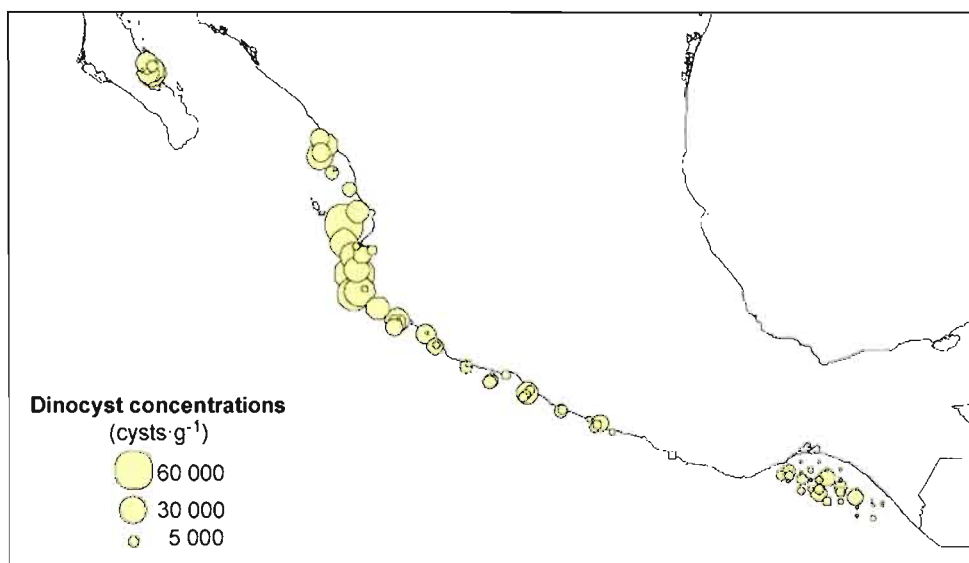 Dinocyst concentrations
(cysts·g⁻¹)
60 000
30 000
5 000